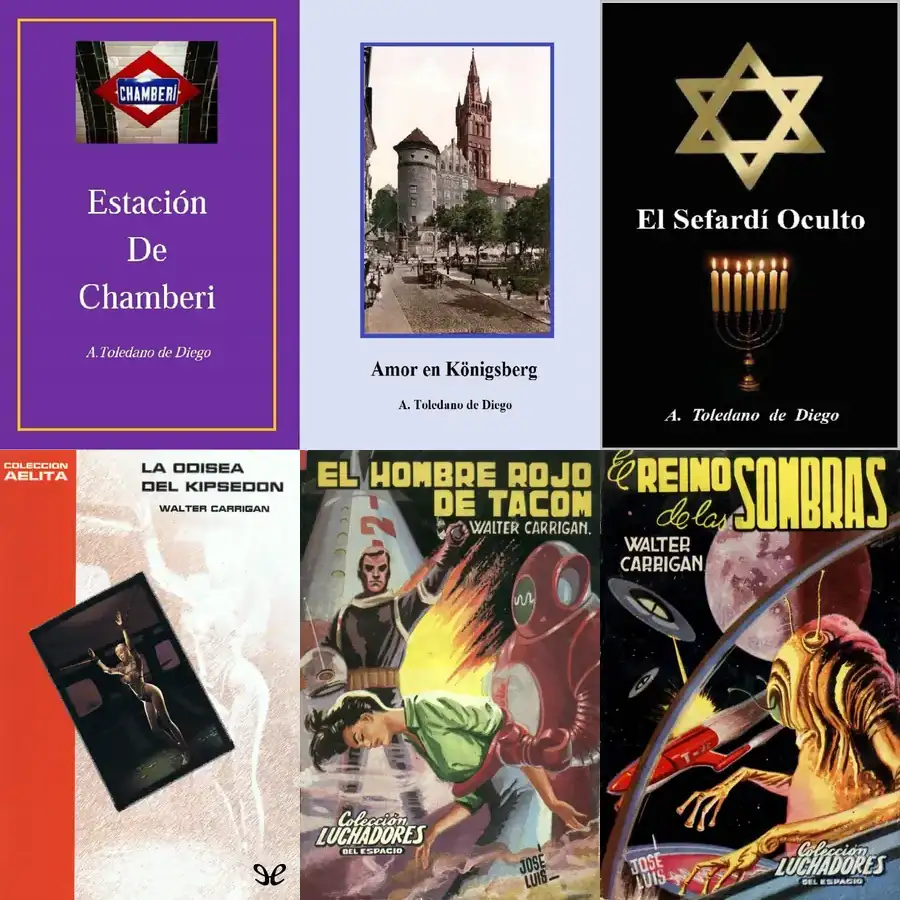 CHAMBERÍ
Estación
De
Chamberi
A.Toledano de Diego
Amor en Königsberg
A. Toledano de Diego
El Sefardí Oculto
A. Toledano de Diego
COLECCION
AELITA
LA ODISEA
DEL KIPSEDON
WALTER CARRIGAN
EL HOMBRE ROJO
DE TACOM
WALTER CARRIGAN.
2
Colección
LUCHADORES
DEL ESPACIO
JOSE
LUIS
El REINO
de las SOMBRAS
WALTER
CARRIGAN
JOSE
LUIS
Colección
LUCHADORES
DEL ESPACIO